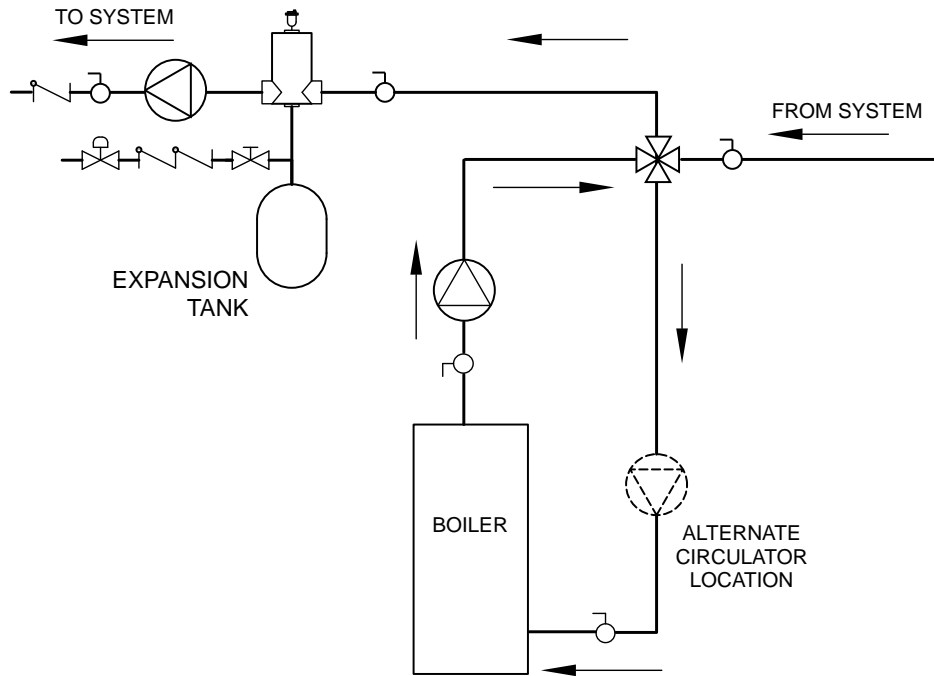 TO SYSTEM
FROM SYSTEM
EXPANSION
TANK
BOILER
ALTERNATE
CIRCULATOR
LOCATION